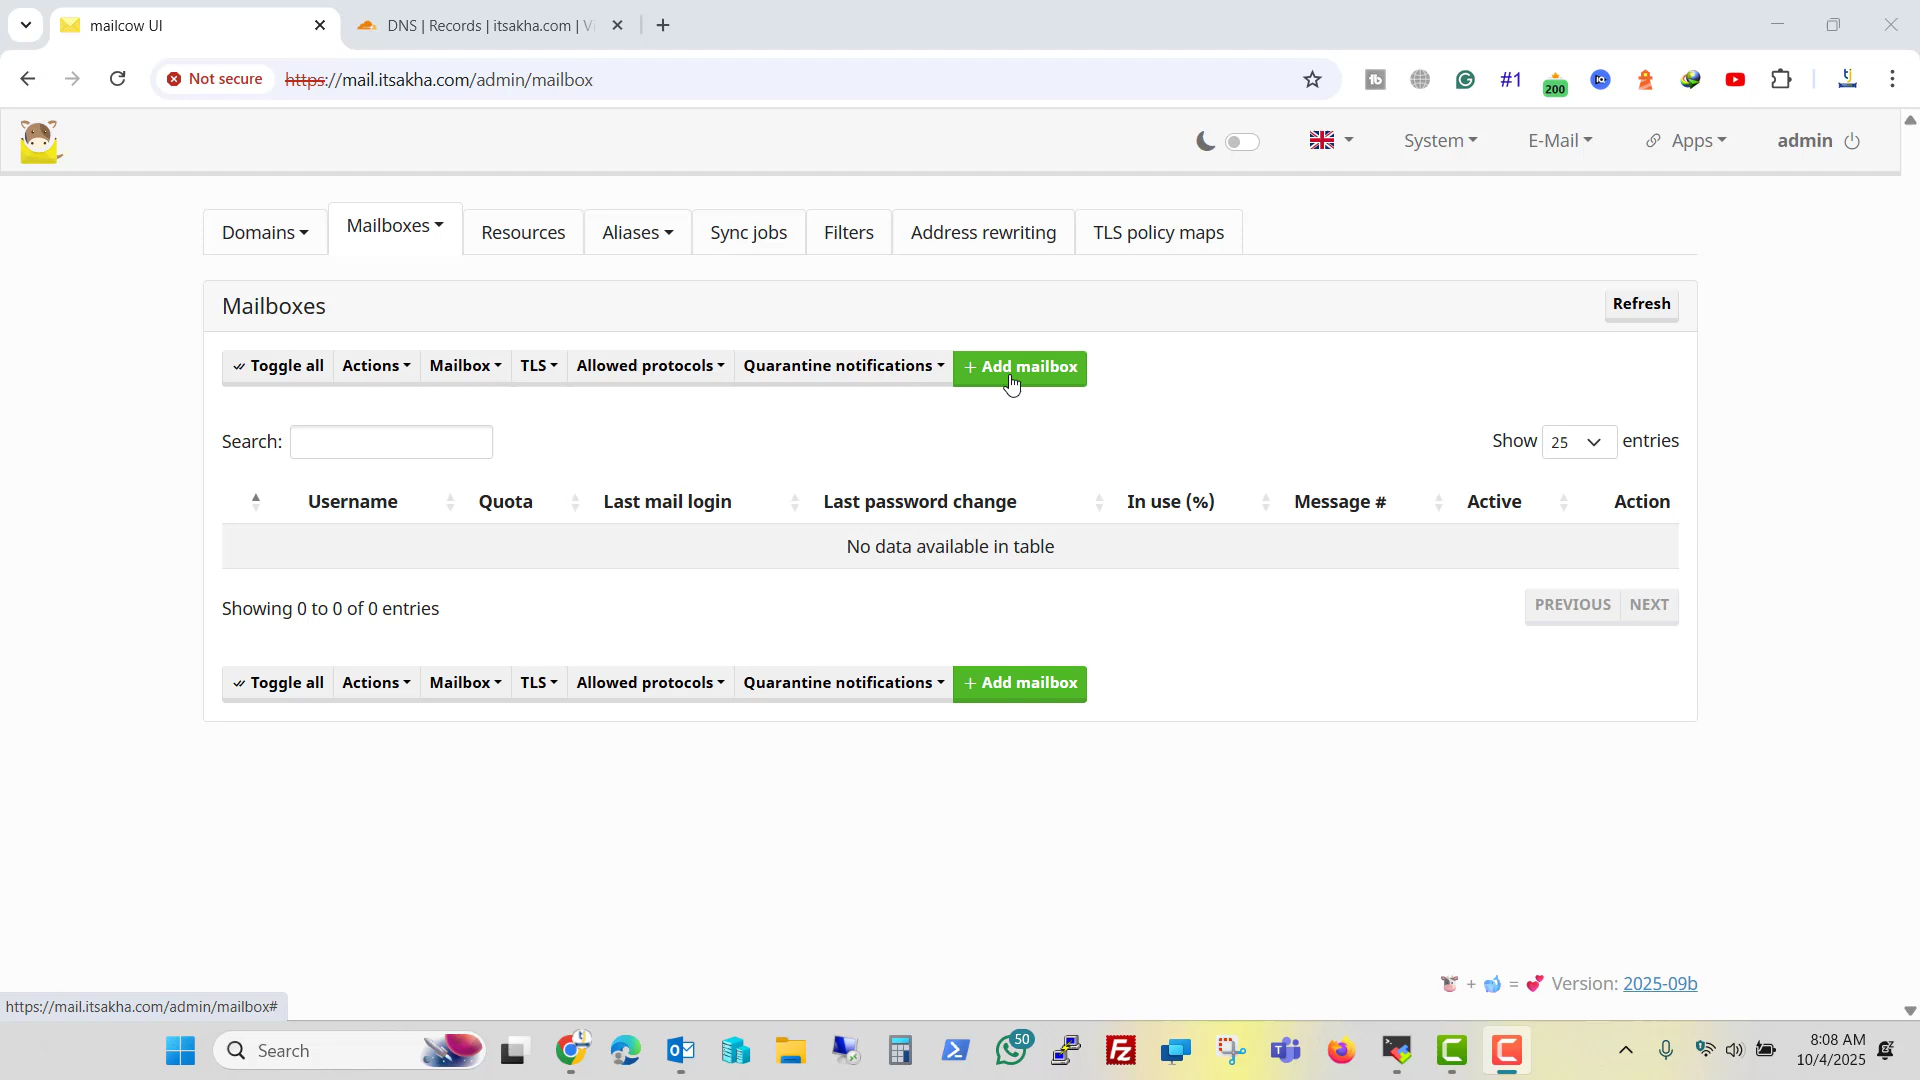 mailcow UI
DNS | Records | itsakha.com | Vi
Not secure
https://mail.itsakha.com/admin/mailbox
#1
200
System
E-Mail
Apps
admin
Domains
Mailboxes
Resources
Aliases
Sync jobs
Filters
Address rewriting
TLS policy maps
Mailboxes
Refresh
Toggle all
Actions
Mailbox
TLS
Allowed protocols
Quarantine notifications
+ Add mailbox
Search:
Show 25 entries
Username
Quota
Last mail login
Last password change
In use (%)
Message #
Active
Action
No data available in table
Showing 0 to 0 of 0 entries
PREVIOUS
NEXT
Toggle all
Actions
Mailbox
TLS
Allowed protocols
Quarantine notifications
+ Add mailbox
+ = Version: 2025-09b
https://mail.itsakha.com/admin/mailbox#
Search
50
8:08 AM
10/4/2025